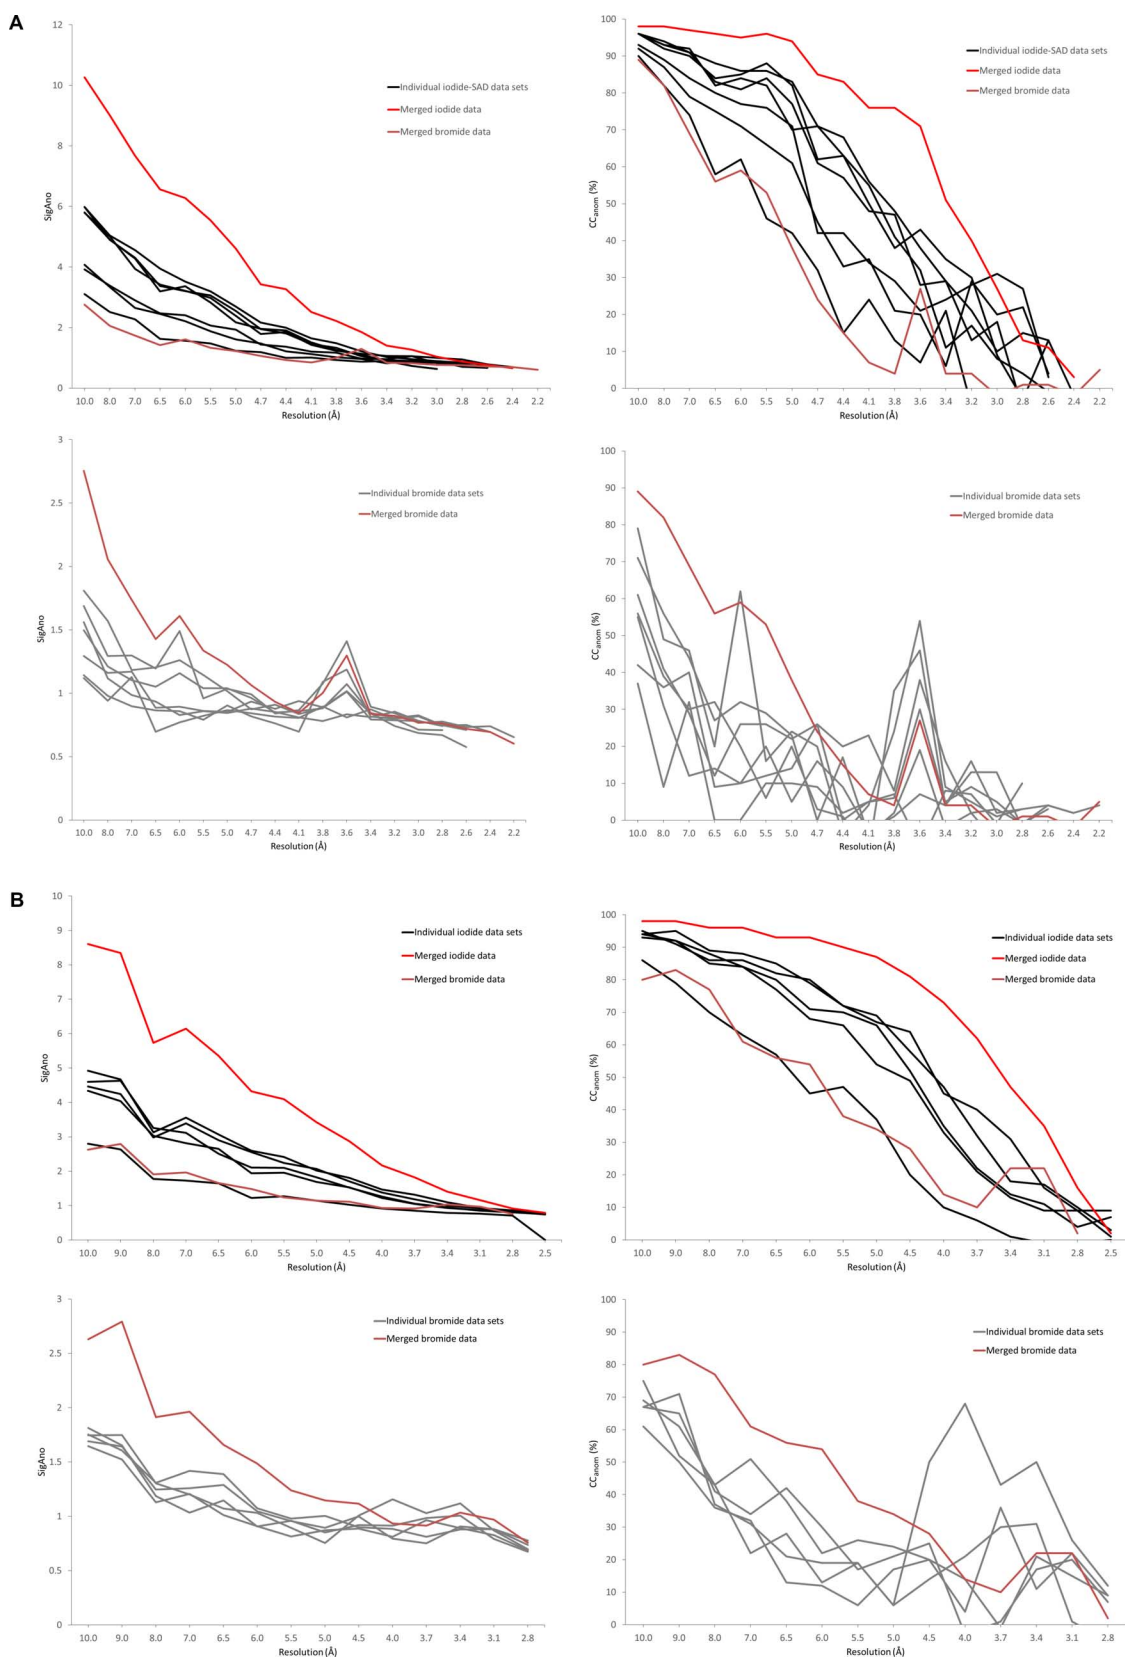 A
12
10
8
6
4
2
0
SigAno
Individual iodide-SAD data sets
Merged iodide data
Merged bromide data
10.0 8.0 7.0 6.5 6.0 5.5 5.0 4.7 4.4 4.1 3.8 3.6 3.4 3.2 3.0 2.8 2.6 2.4 2.2
Resolution (Å)
100
90
80
70
60
50
40
30
20
10
0
CCanom (%)
Individual iodide-SAD data sets
Merged iodide data
Merged bromide data
10.0 8.0 7.0 6.5 6.0 5.5 5.0 4.7 4.4 4.1 3.8 3.6 3.4 3.2 3.0 2.8 2.6 2.4 2.2
Resolution (Å)
3
2.5
2
1.5
1
0.5
0
SigAno
Individual bromide data sets
Merged bromide data
10.0 8.0 7.0 6.5 6.0 5.5 5.0 4.7 4.4 4.1 3.8 3.6 3.4 3.2 3.0 2.8 2.6 2.4 2.2
Resolution (Å)
100
90
80
70
60
50
40
30
20
10
0
CCanom (%)
Individual bromide data sets
Merged bromide data
10.0 8.0 7.0 6.5 6.0 5.5 5.0 4.7 4.4 4.1 3.8 3.6 3.4 3.2 3.0 2.8 2.6 2.4 2.2
Resolution (Å)
B
10
9
8
7
6
5
4
3
2
1
0
SigAno
Individual iodide data sets
Merged iodide data
Merged bromide data
10.0 9.0 8.0 7.0 6.5 6.0 5.5 5.0 4.5 4.0 3.7 3.4 3.1 2.8 2.5
Resolution (Å)
100
90
80
70
60
50
40
30
20
10
0
CCanom (%)
Individual iodide data sets
Merged iodide data
Merged bromide data
10.0 9.0 8.0 7.0 6.5 6.0 5.5 5.0 4.5 4.0 3.7 3.4 3.1 2.8 2.5
Resolution (Å)
3
2.5
2
1.5
1
0.5
0
SigAno
Individual bromide data sets
Merged bromide data
10.0 9.0 8.0 7.0 6.5 6.0 5.5 5.0 4.5 4.0 3.7 3.4 3.1 2.8
Resolution (Å)
100
90
80
70
60
50
40
30
20
10
0
CCanom (%)
Individual bromide data sets
Merged bromide data
10.0 9.0 8.0 7.0 6.5 6.0 5.5 5.0 4.5 4.0 3.7 3.4 3.1 2.8
Resolution (Å)